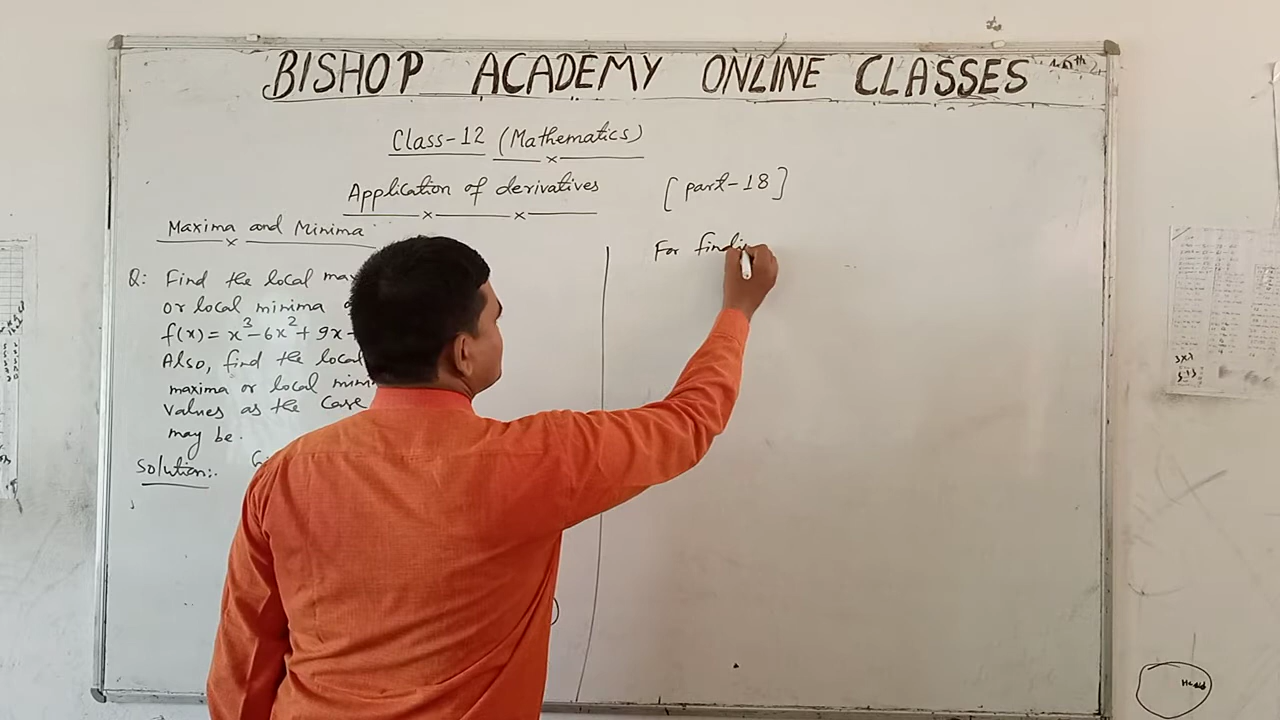 BISHOP ACADEMY ONLINE CLASSES
Class-12 (Mathematics)
Application of derivatives [part-18]
Maxima and Minima
Q: Find the local
or local minima
f(x) = x³-6x²+9x
Also, find the local
maxima or local
values as the case
may be.
Solution:
For